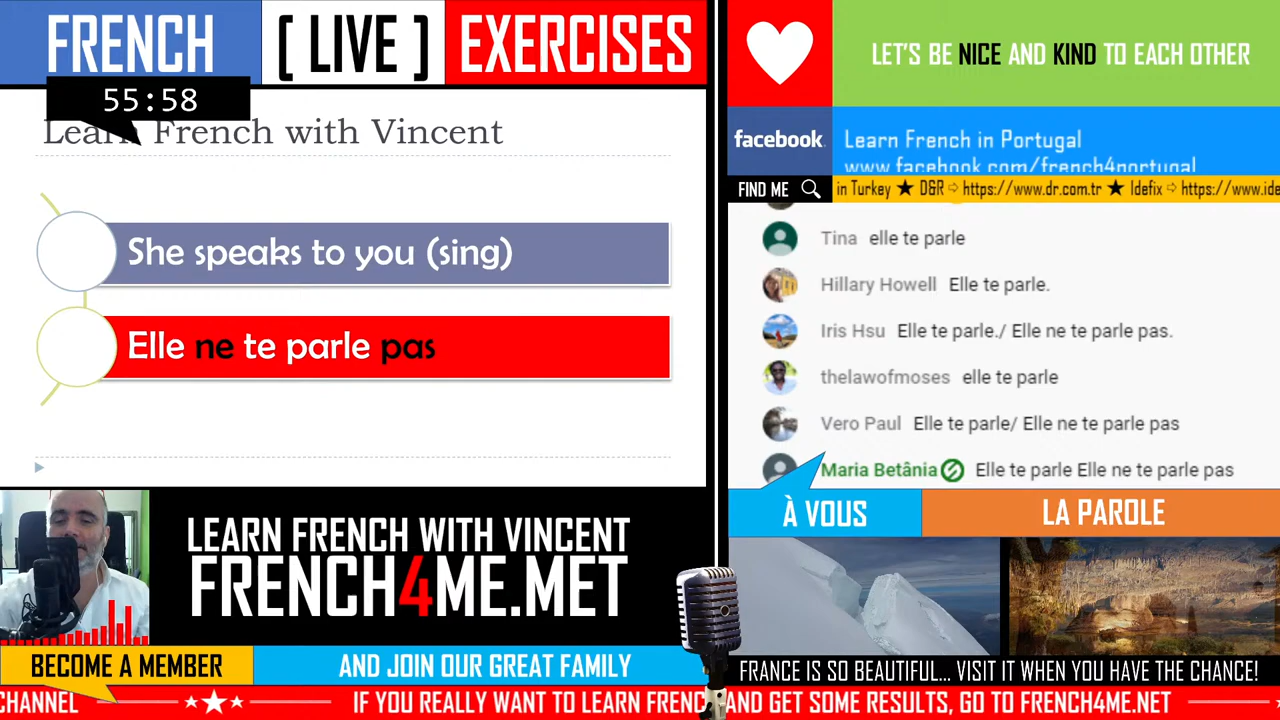 FRENCH [ LIVE ] EXERCISES
55:58
Learn French with Vincent
She speaks to you (sing)
Elle ne te parle pas
LEARN FRENCH WITH VINCENT
FRENCH4ME.MET
BECOME A MEMBER
AND JOIN OUR GREAT FAMILY
LET'S BE NICE AND KIND TO EACH OTHER
facebook.
Learn French in Portugal
www.facebook.com/french4portugal
FIND ME
in Turkey ★ D&R ⇨ https://www.dr.com.tr ★ Idefix ⇨ https://www.ide
Tina elle te parle
Hillary Howell Elle te parle.
Iris Hsu Elle te parle./ Elle ne te parle pas.
thelawofmoses elle te parle
Vero Paul Elle te parle/ Elle ne te parle pas
Maria Betânia Elle te parle Elle ne te parle pas
À VOUS
LA PAROLE
FRANCE IS SO BEAUTIFUL... VISIT IT WHEN YOU HAVE THE CHANCE!
CHANNEL IF YOU REALLY WANT TO LEARN FRENC AND GET SOME RESULTS, GO TO FRENCH4ME.NET